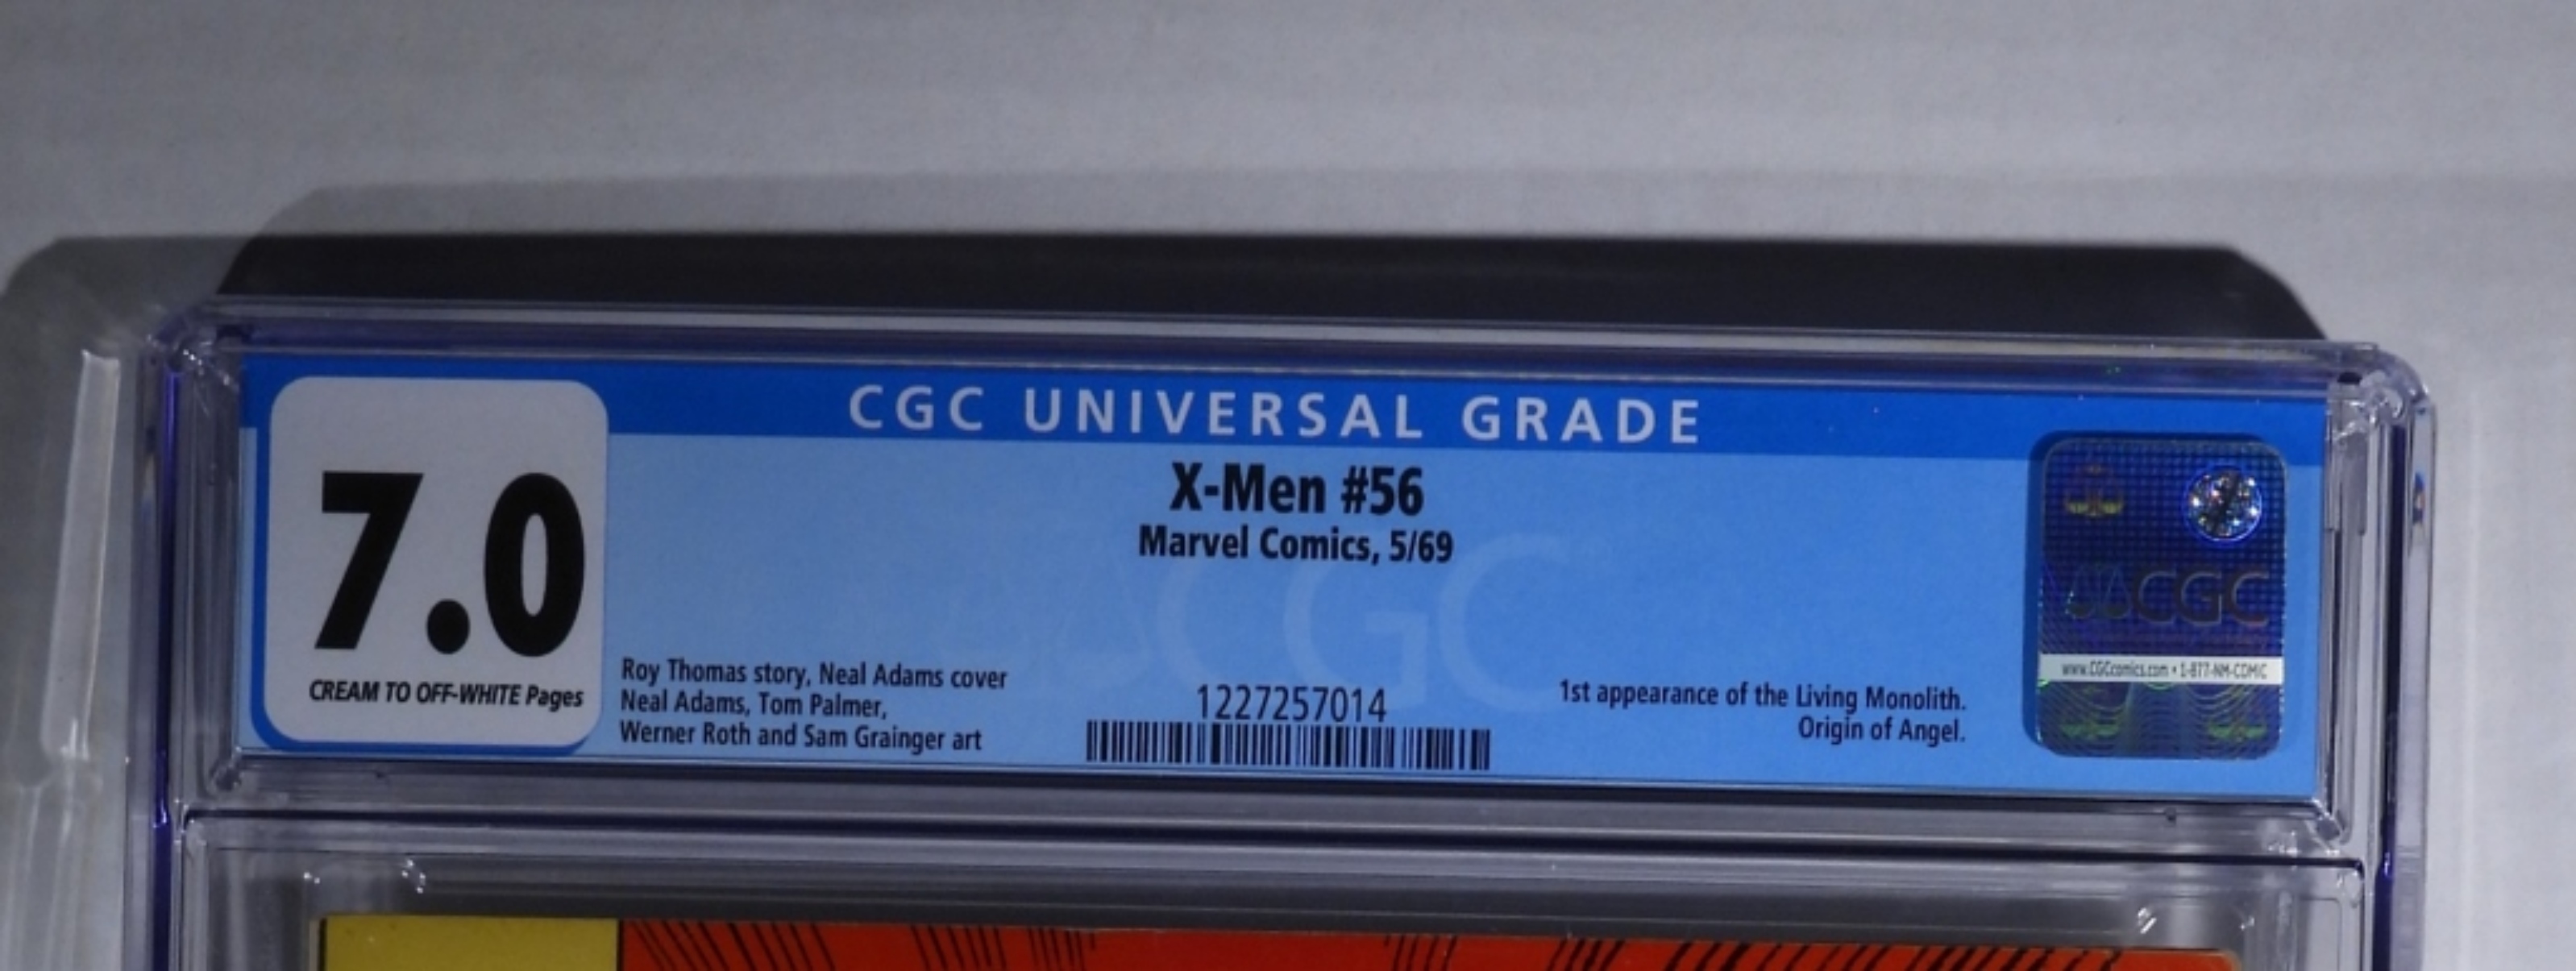 CGC UNIVERSAL GRADE
7.0
CREAM TO OFF-WHITE Pages
X-Men #56
Marvel Comics, 5/69
CGC
Roy Thomas story, Neal Adams cover
Neal Adams, Tom Palmer,
Werner Roth and Sam Grainger art
1227257014
1st appearance of the Living Monolith.
Origin of Angel.
CGC
www.CGCcomics.com • 1-877-NM-COMIC